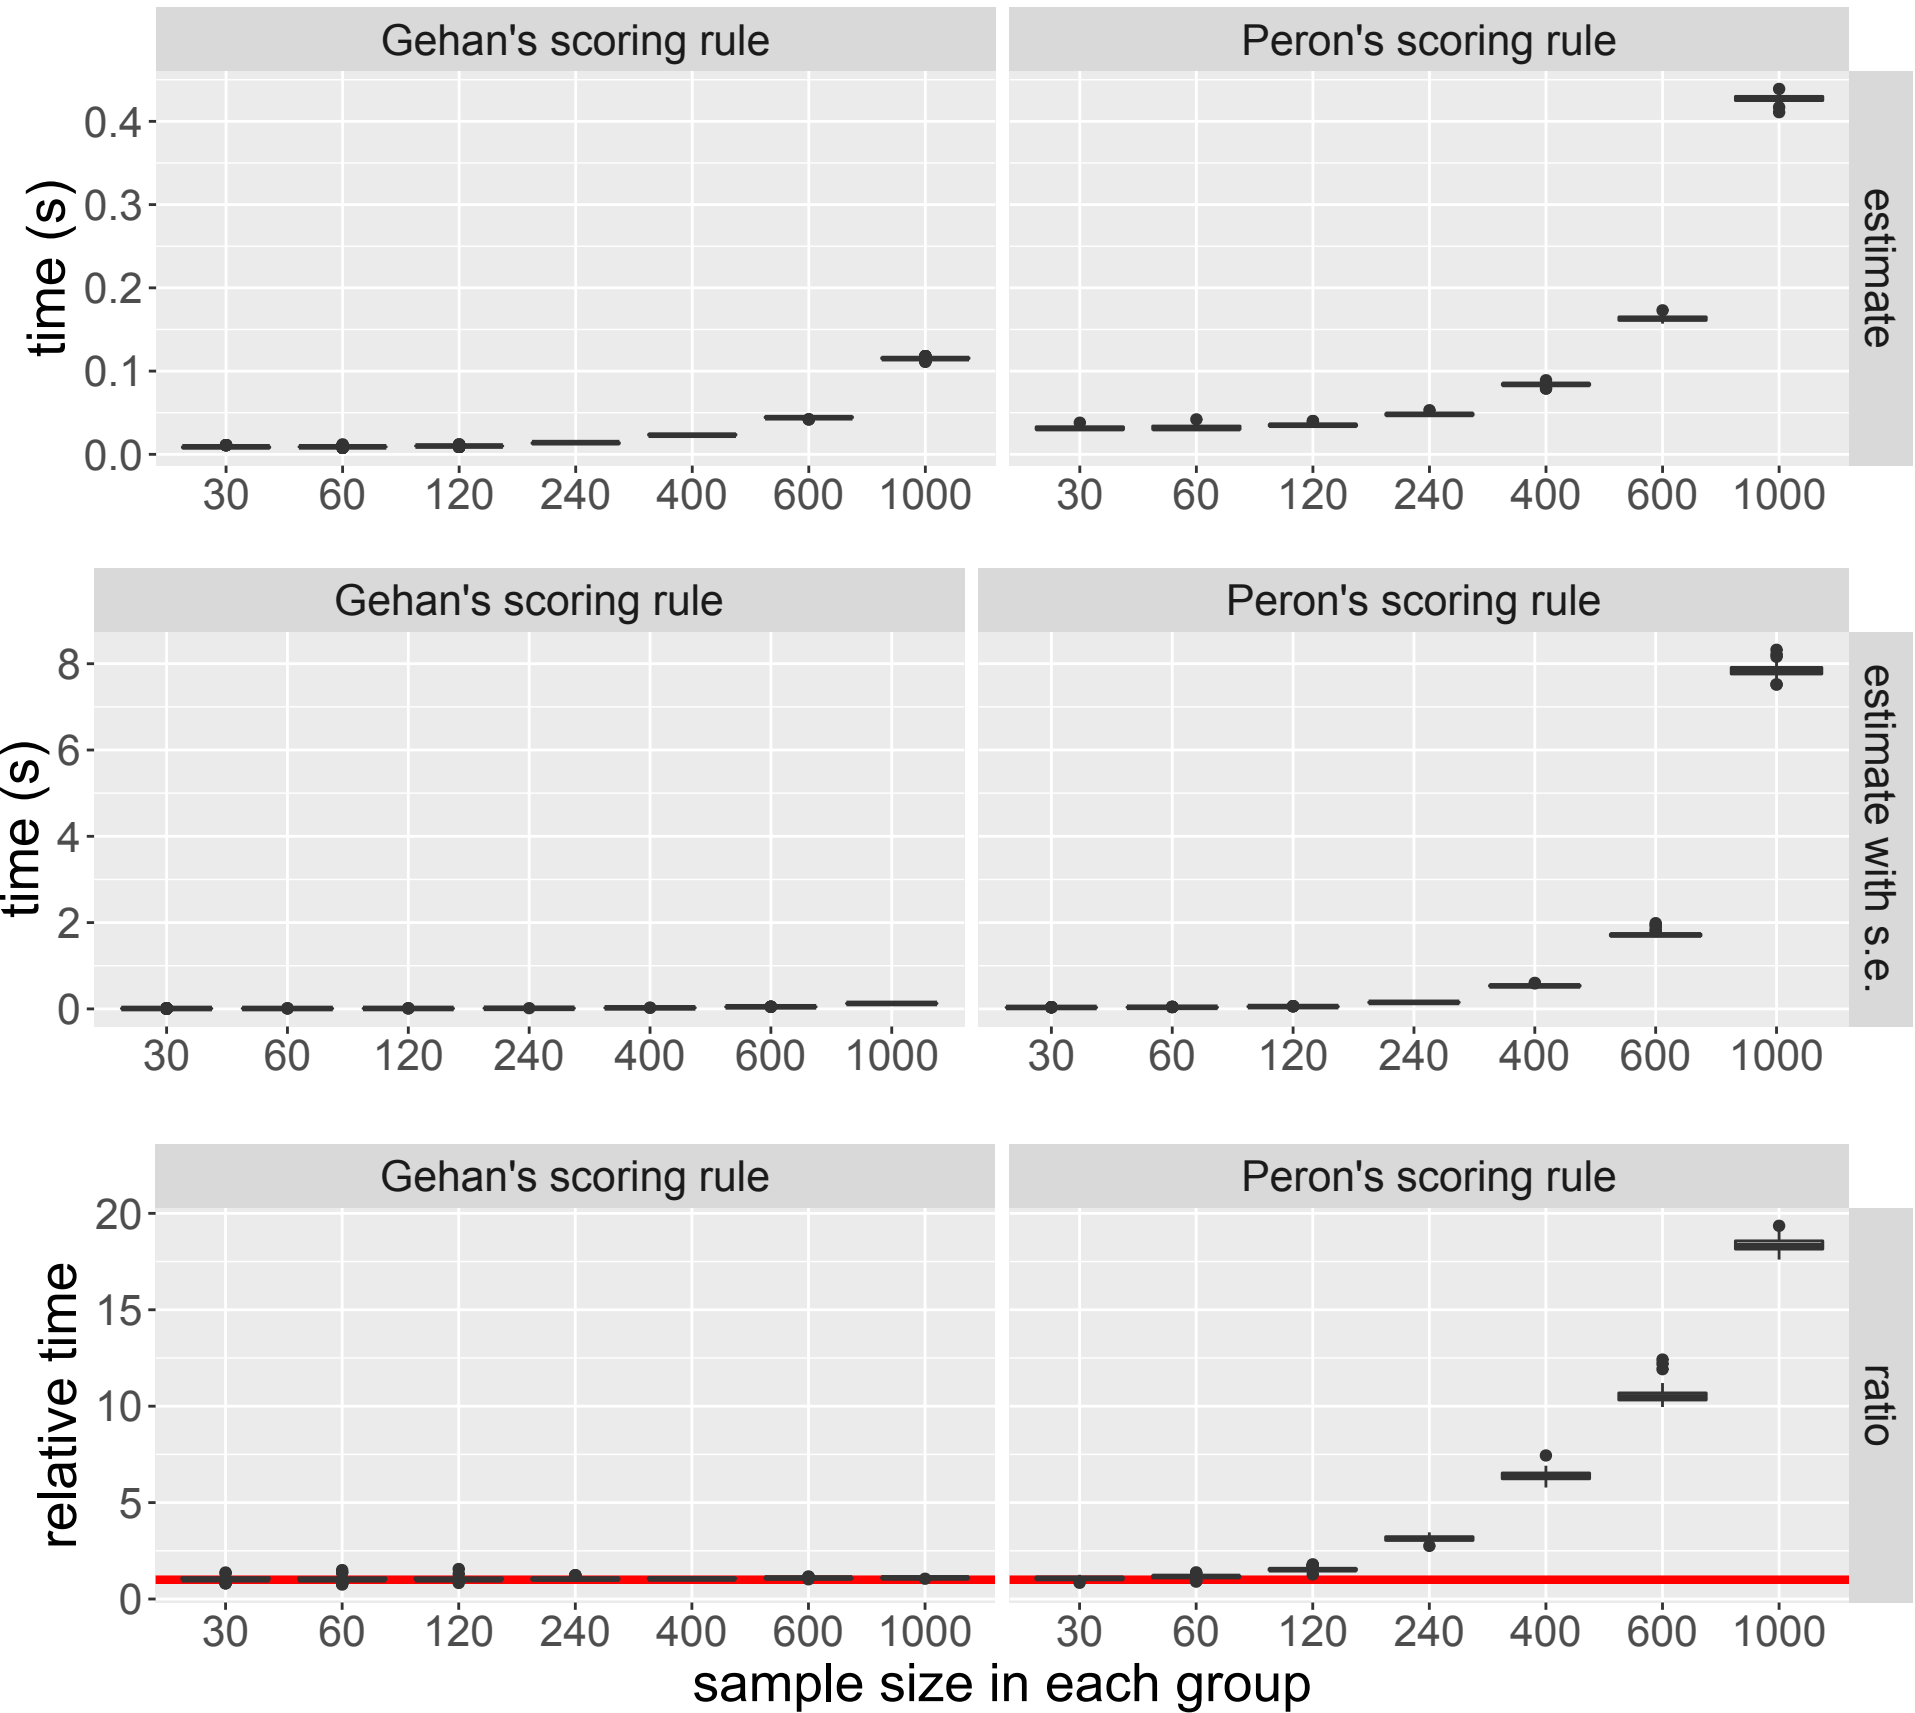 Gehan's scoring rule Peron's scoring rule
time (s)
0.4
0.3
0.2
0.1
0.0
estimate
30 60 120 240 400 600 1000 30 60 120 240 400 600 1000
Gehan's scoring rule Peron's scoring rule
time (s)
8
6
4
2
0
estimate with s.e.
30 60 120 240 400 600 1000 30 60 120 240 400 600 1000
Gehan's scoring rule Peron's scoring rule
relative time
20
15
10
5
0
ratio
30 60 120 240 400 600 1000 30 60 120 240 400 600 1000
sample size in each group